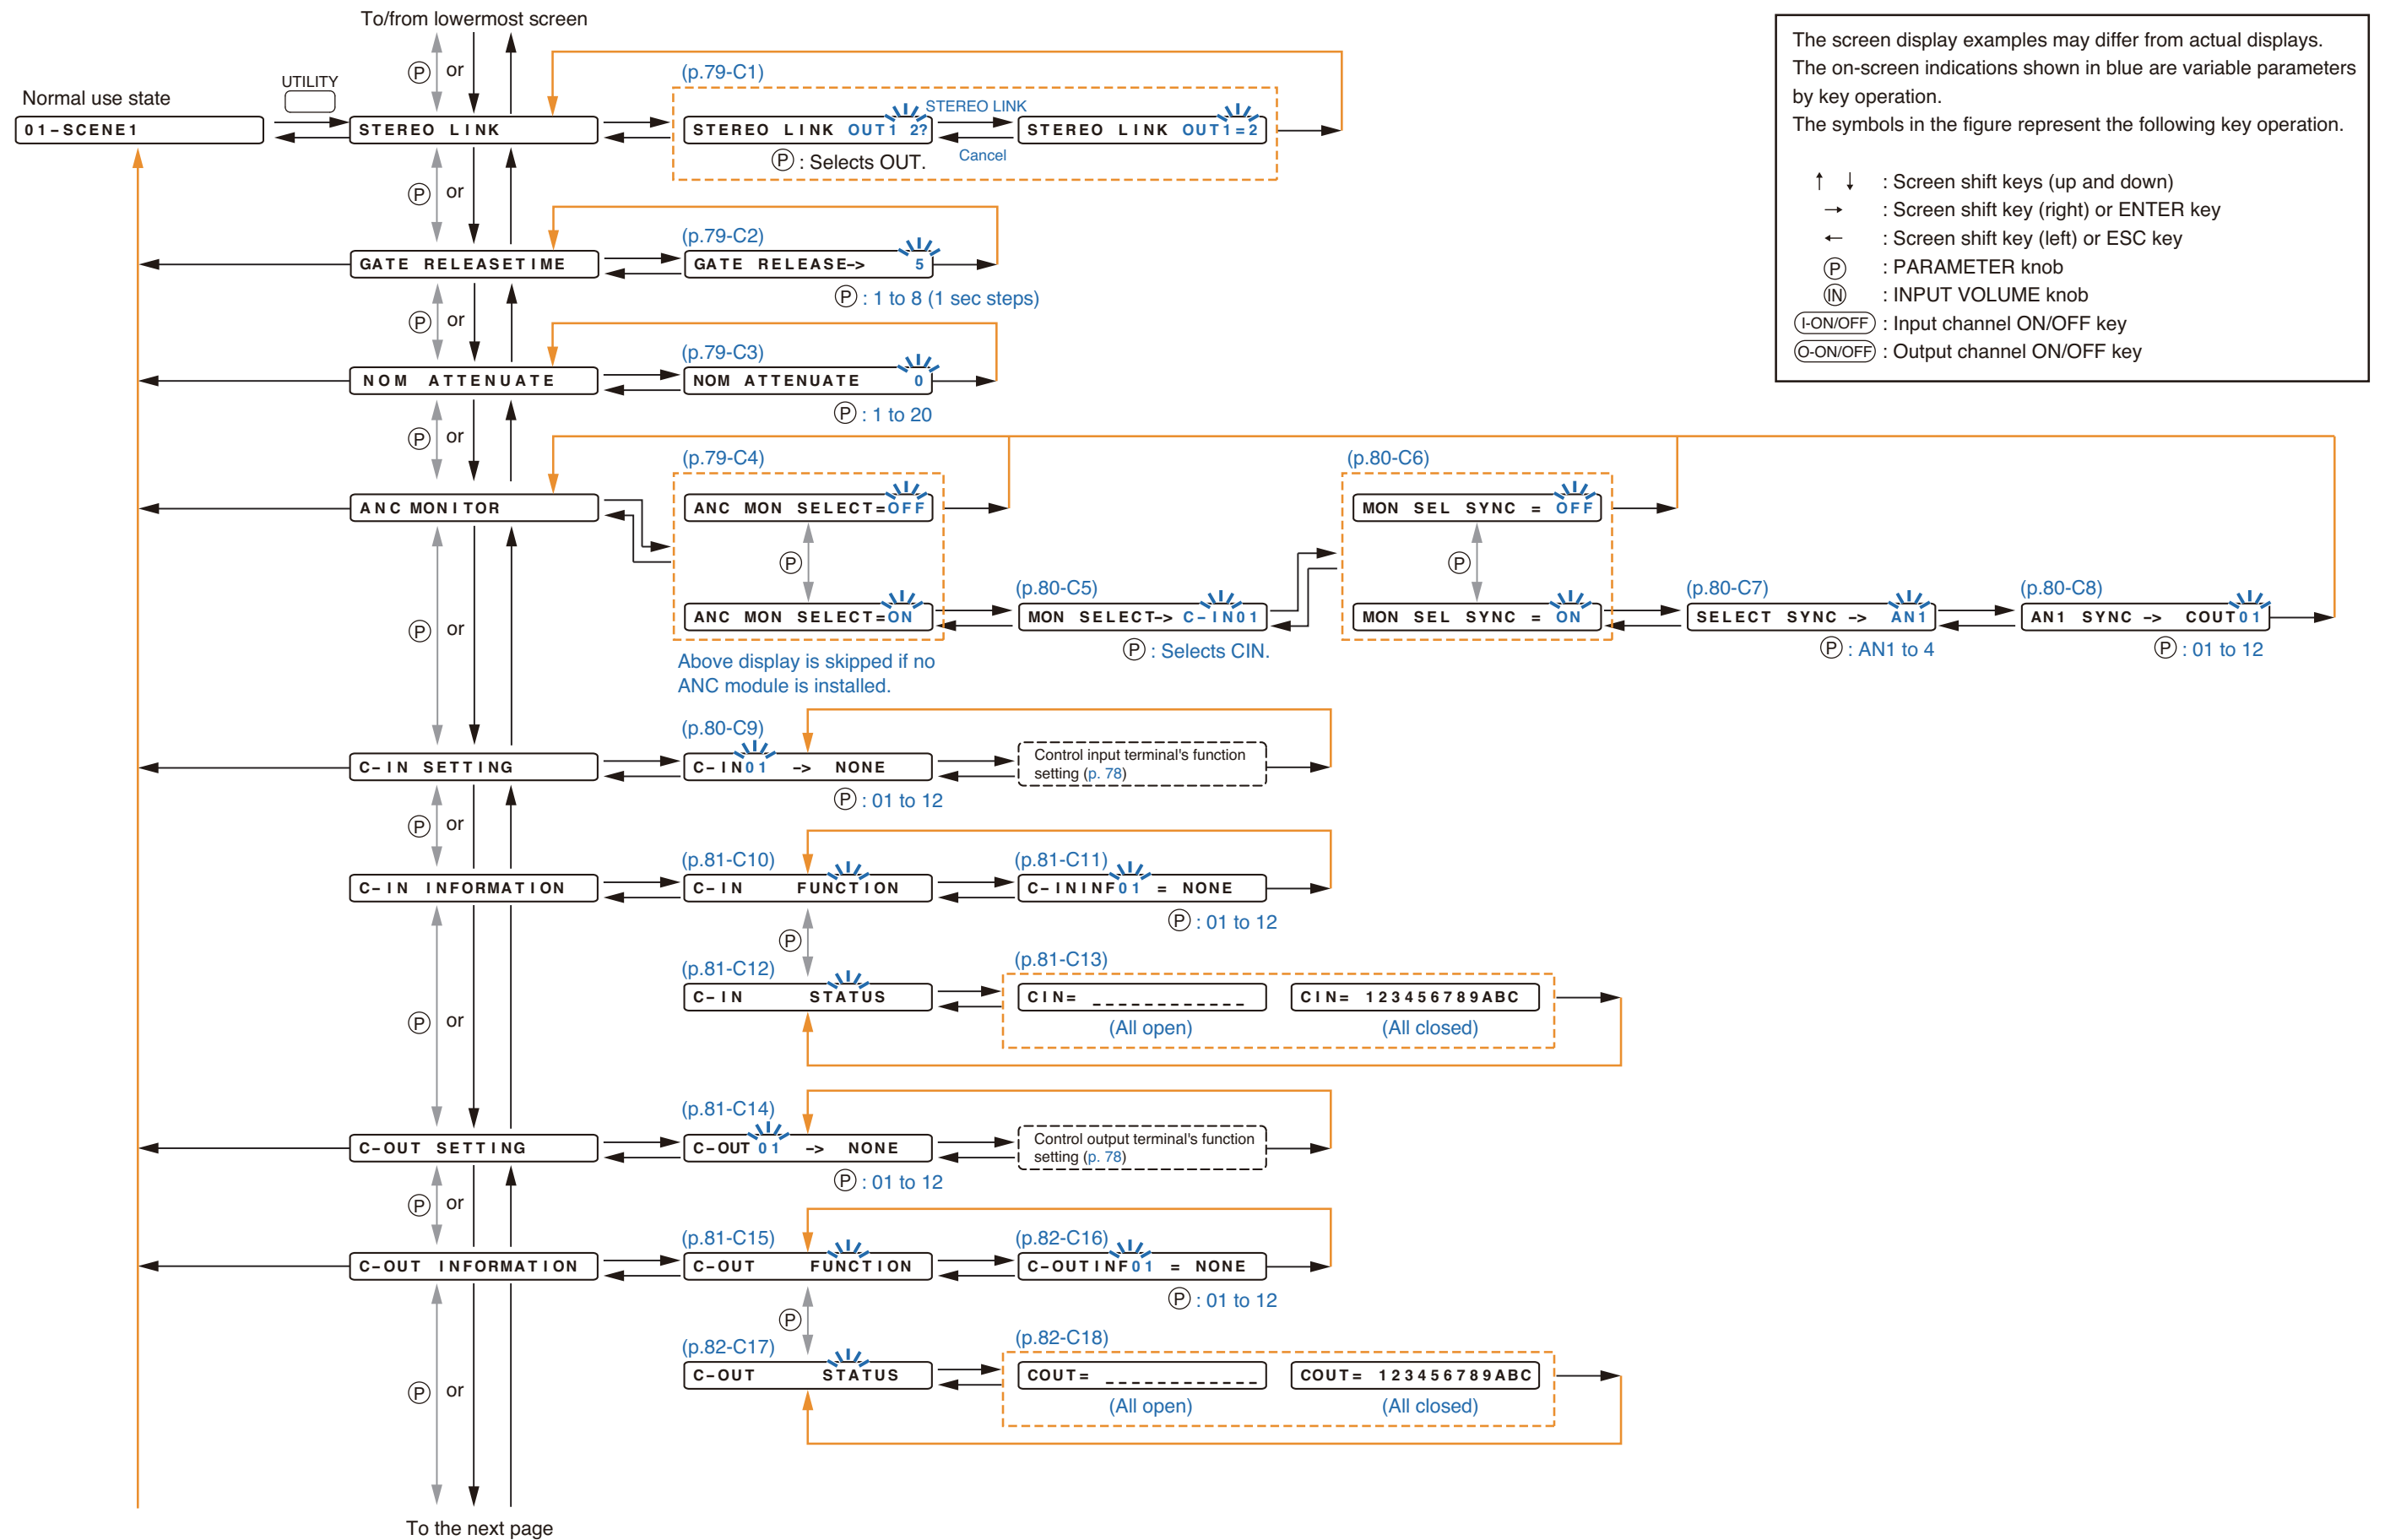 To/from lowermost screen
The screen display examples may differ from actual displays.
The on-screen indications shown in blue are variable parameters
by key operation.
The symbols in the figure represent the following key operation.
↑ ↓ : Screen shift keys (up and down)
→ : Screen shift key (right) or ENTER key
← : Screen shift key (left) or ESC key
P : PARAMETER knob
IN : INPUT VOLUME knob
I-ON/OFF : Input channel ON/OFF key
O-ON/OFF : Output channel ON/OFF key
P or
(p.79-C1)
UTILITY
Normal use state
STEREO LINK
01-SCENE1
STEREO LINK
STEREO LINK OUT1 2?
STEREO LINK OUT1=2
Cancel
P : Selects OUT.
P or
(p.79-C2)
GATE RELEASETIME
GATE RELEASE-> 5
P : 1 to 8 (1 sec steps)
P or
(p.79-C3)
NOM ATTENUATE
NOM ATTENUATE 0
P : 1 to 20
P or
(p.79-C4)
(p.80-C6)
ANC MONITOR
ANC MON SELECT=OFF
MON SEL SYNC = OFF
P
P
(p.80-C5)
(p.80-C7)
(p.80-C8)
ANC MON SELECT=ON
MON SELECT-> C-IN01
MON SEL SYNC = ON
SELECT SYNC -> AN1
AN1 SYNC -> COUT01
P or
P : Selects CIN.
P : AN1 to 4
P : 01 to 12
Above display is skipped if no
ANC module is installed.
(p.80-C9)
C-IN SETTING
C-IN01 -> NONE
Control input terminal's function
setting (p. 78)
P : 01 to 12
P or
(p.81-C10)
(p.81-C11)
C-IN INFORMATION
C-IN FUNCTION
C-ININF01 = NONE
P : 01 to 12
P
(p.81-C12)
(p.81-C13)
C-IN STATUS
CIN= _ _ _ _ _ _ _ _ _ _ _ _
CIN= 123456789ABC
P or
(All open)
(All closed)
(p.81-C14)
C-OUT SETTING
C-OUT 01 -> NONE
Control output terminal's function
setting (p. 78)
P : 01 to 12
P or
(p.81-C15)
(p.82-C16)
C-OUT INFORMATION
C-OUT FUNCTION
C-OUTINF01 = NONE
P : 01 to 12
P
(p.82-C17)
(p.82-C18)
C-OUT STATUS
COUT= _ _ _ _ _ _ _ _ _ _ _ _
COUT= 123456789ABC
P or
(All open)
(All closed)
To the next page